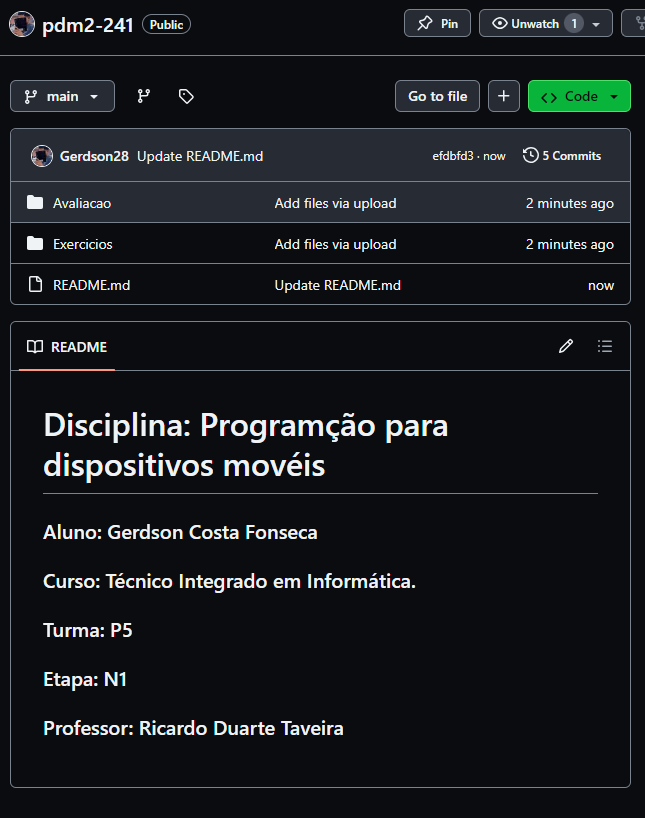 pdm2-241 Public Pin Unwatch 1
main Go to file + Code
Gerdson28 Update README.md efdbfd3 · now 5 Commits
Avaliacao Add files via upload 2 minutes ago
Exercicios Add files via upload 2 minutes ago
README.md Update README.md now
README
Disciplina: Programção para
dispositivos movéis
Aluno: Gerdson Costa Fonseca
Curso: Técnico Integrado em Informática.
Turma: P5
Etapa: N1
Professor: Ricardo Duarte Taveira